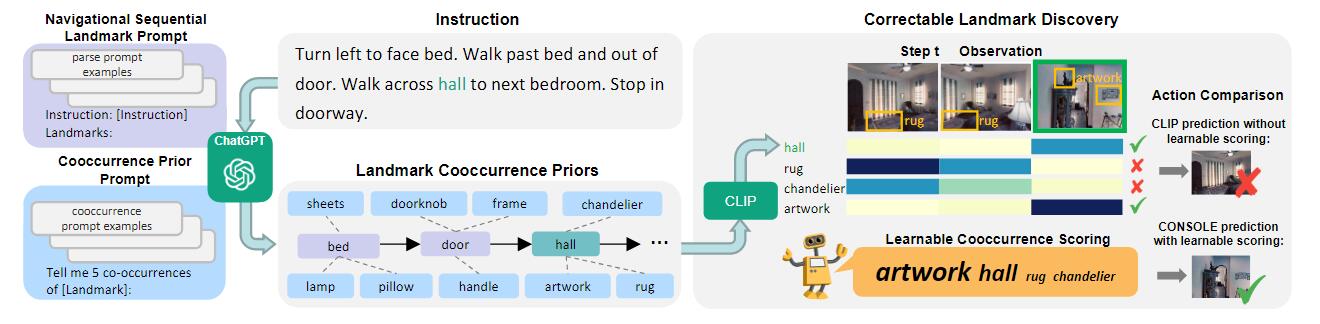 Navigational Sequential
Landmark Prompt
parse prompt
examples
Instruction: [Instruction]
Landmarks:
ChatGPT
Cooccurrence Prior
Prompt
cooccurrence
prompt examples
Tell me 5 co-occurrences
of [Landmark]:
Instruction
Turn left to face bed. Walk past bed and out of
door. Walk across hall to next bedroom. Stop in
doorway.
Landmark Cooccurrence Priors
sheets doorknob frame chandelier
bed door hall ...
lamp pillow handle artwork rug
CLIP
Correctable Landmark Discovery
Step t Observation
rug rug artwork
hall
rug
chandelier
artwork
Learnable Cooccurrence Scoring
artwork hall rug chandelier
Action Comparison
CLIP prediction without
learnable scoring:
CONSOLE prediction
with learnable scoring: